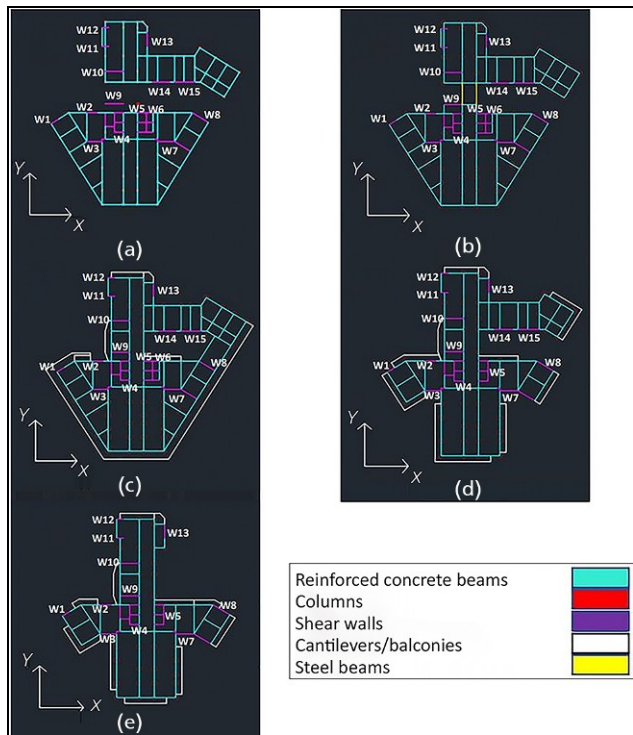 W12
W13
W11
W10
W14 W15
W9
W5
W1 W2 W6 W8
W4
W3 W7
Y
X
(a)
W12
W13
W11
W10
W14 W15
W9
W5
W1 W2 W6 W8
W4
W3 W7
Y
X
(b)
W12
W13
W11
W10
W14 W15
W9
W5 W6
W1 W2 W8
W4
W3 W7
Y
X
(c)
W12
W13
W11
W10
W14 W15
W9
W1 W2 W5 W8
W4
W3 W7
Y
X
(d)
W12
W13
W11
W10
W9
W1 W2 W5 W8
W4
W3 W7
Y
X
(e)
Reinforced concrete beams
Columns
Shear walls
Cantilevers/balconies
Steel beams